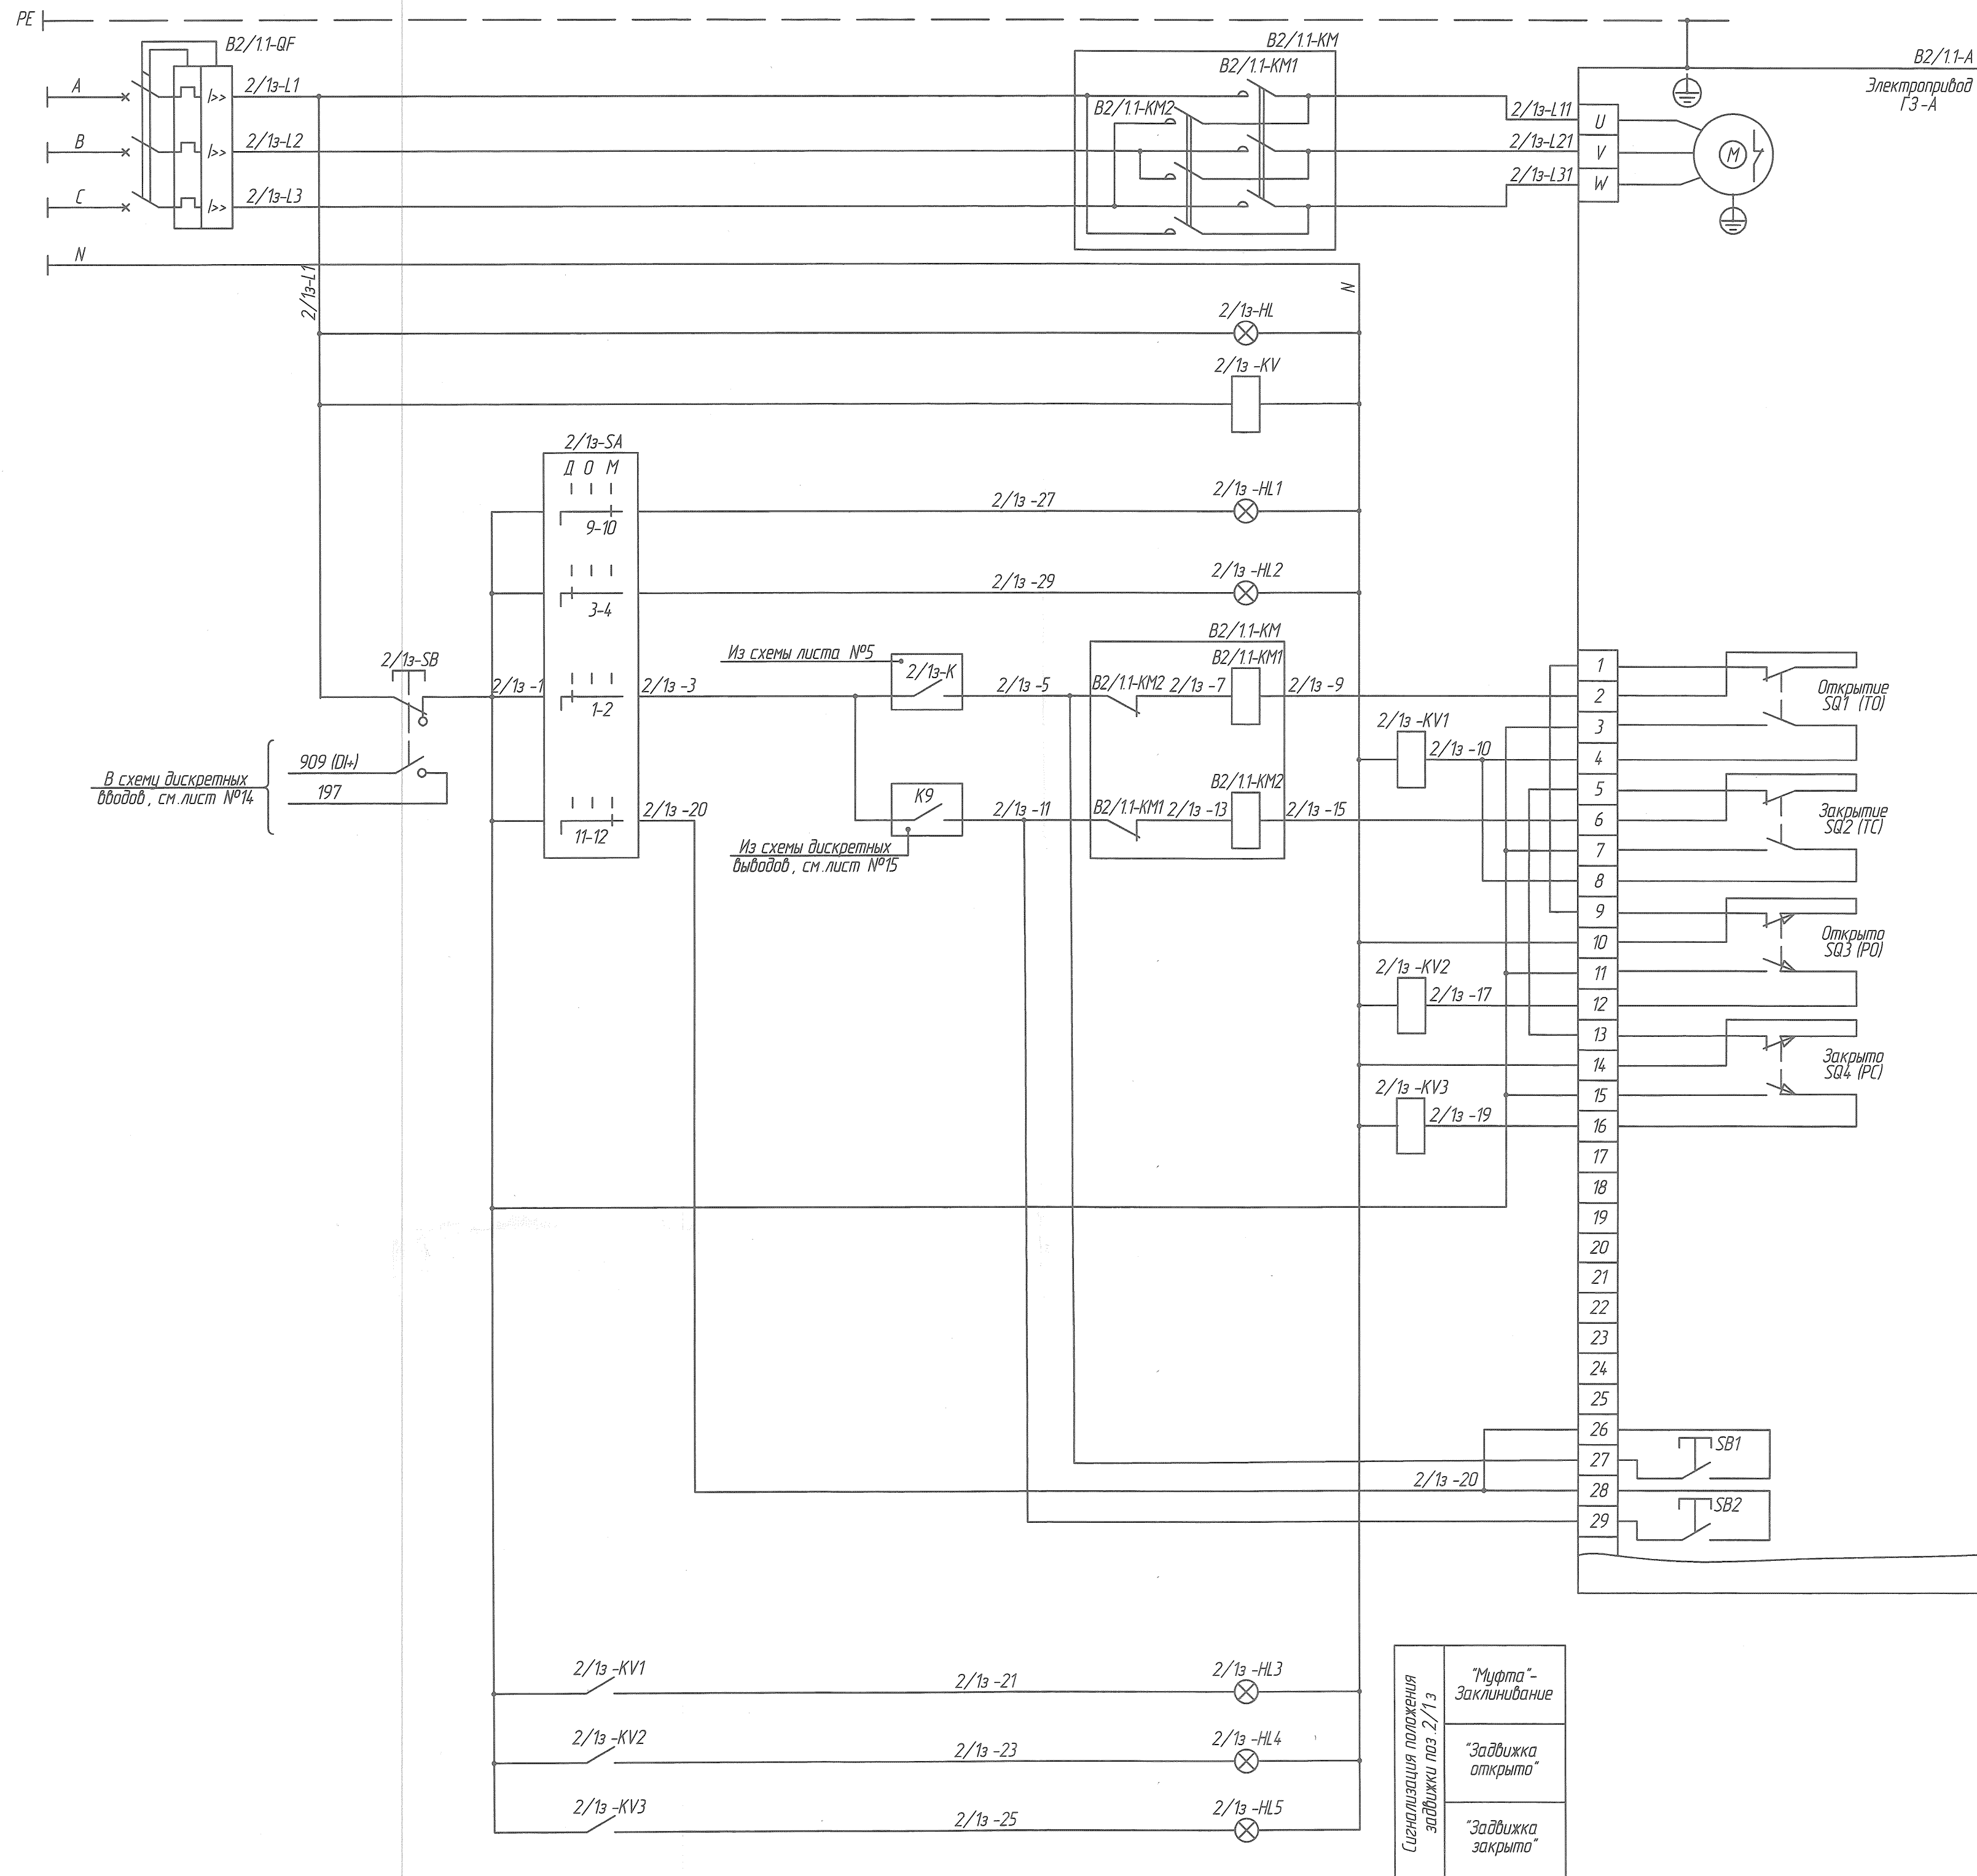 PE
B2/1.1-QF
A
I>>
2/1з-L1
B
I>>
2/1з-L2
C
I>>
2/1з-L3
N
2/1з-L1
B2/1.1-KM
B2/1.1-KM1
B2/1.1-KM2
N
B2/1.1-A
Электропривод
ГЗ-А
2/1з-L11
U
2/1з-L21
V
2/1з-L31
W
M
2/1з-HL
2/1з -KV
2/1з-SA
Д О М
9-10
2/1з -27
2/1з -HL1
3-4
2/1з -29
2/1з -HL2
2/1з-SB
2/1з -1
1-2
2/1з -3
Из схемы листа №5
2/1з-K
2/1з -5
B2/1.1-KM
B2/1.1-KM1
B2/1.1-KM2
2/1з -7
2/1з -9
909 (DI+)
197
В схему дискретных
вводов, см.лист №14
11-12
2/1з -20
K9
Из схемы дискретных
выводов, см.лист №15
2/1з -11
B2/1.1-KM2
B2/1.1-KM1
2/1з -13
2/1з -15
2/1з -KV1
2/1з -10
2/1з -KV2
2/1з -17
2/1з -KV3
2/1з -19
1
2
3
4
5
6
7
8
9
10
11
12
13
14
15
16
17
18
19
20
21
22
23
24
25
26
27
28
29
Открытие
SQ1 (TO)
Закрытие
SQ2 (TC)
Открыто
SQ3 (PO)
Закрыто
SQ4 (PC)
2/1з -20
SB1
SB2
2/1з -KV1
2/1з -21
2/1з -HL3
2/1з -KV2
2/1з -23
2/1з -HL4
2/1з -KV3
2/1з -25
2/1з -HL5
Сигнализация положения
задвижки поз.2/1 з
"Муфта"-
Заклинивание
"Задвижка
открыто"
"Задвижка
закрыто"